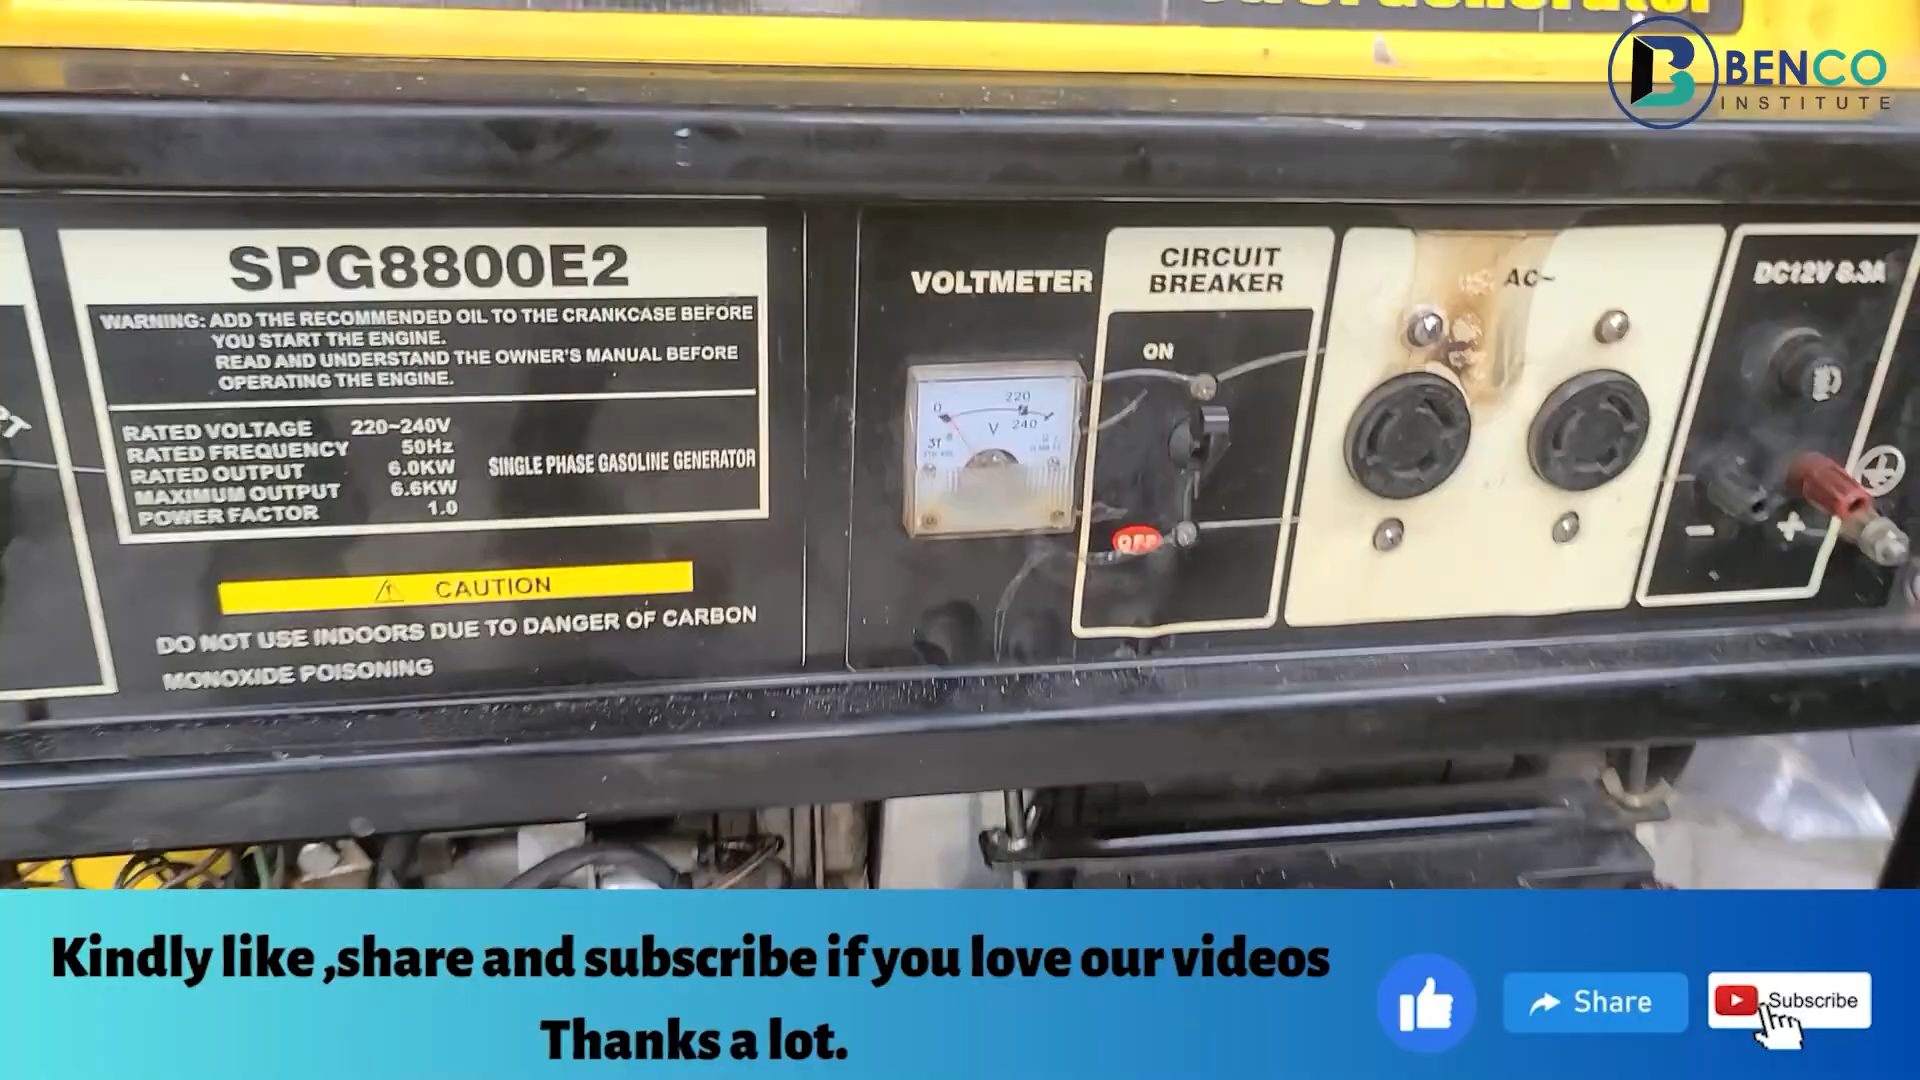 BENCO
INSTITUTE
SPG8800E2
WARNING: ADD THE RECOMMENDED OIL TO THE CRANKCASE BEFORE
YOU START THE ENGINE.
READ AND UNDERSTAND THE OWNER'S MANUAL BEFORE
OPERATING THE ENGINE.
RATED VOLTAGE 220~240V
RATED FREQUENCY 50Hz
RATED OUTPUT 6.0KW
MAXIMUM OUTPUT 6.6KW
POWER FACTOR 1.0
SINGLE PHASE GASOLINE GENERATOR
CAUTION
DO NOT USE INDOORS DUE TO DANGER OF CARBON
MONOXIDE POISONING
VOLTMETER
0 220
V 240
CIRCUIT
BREAKER
ON
OFF
AC~
DC12V 8.3A
Kindly like ,share and subscribe if you love our videos
Thanks a lot.
Share
Subscribe